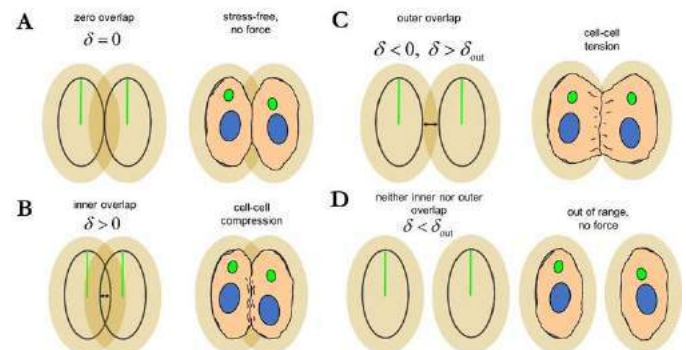 A
zero overlap
δ = 0
stress-free,
no force
B
inner overlap
δ > 0
cell-cell
compression
C
outer overlap
δ < 0, δ > δout
cell-cell
tension
D
neither inner nor outer
overlap
δ < δout
out of range,
no force